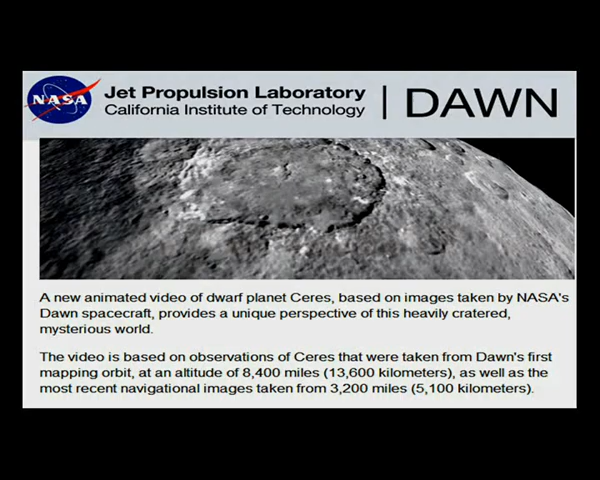 NASA
Jet Propulsion Laboratory
California Institute of Technology
DAWN
A new animated video of dwarf planet Ceres, based on images taken by NASA's
Dawn spacecraft, provides a unique perspective of this heavily cratered,
mysterious world.
The video is based on observations of Ceres that were taken from Dawn's first
mapping orbit, at an altitude of 8,400 miles (13,600 kilometers), as well as the
most recent navigational images taken from 3,200 miles (5,100 kilometers).